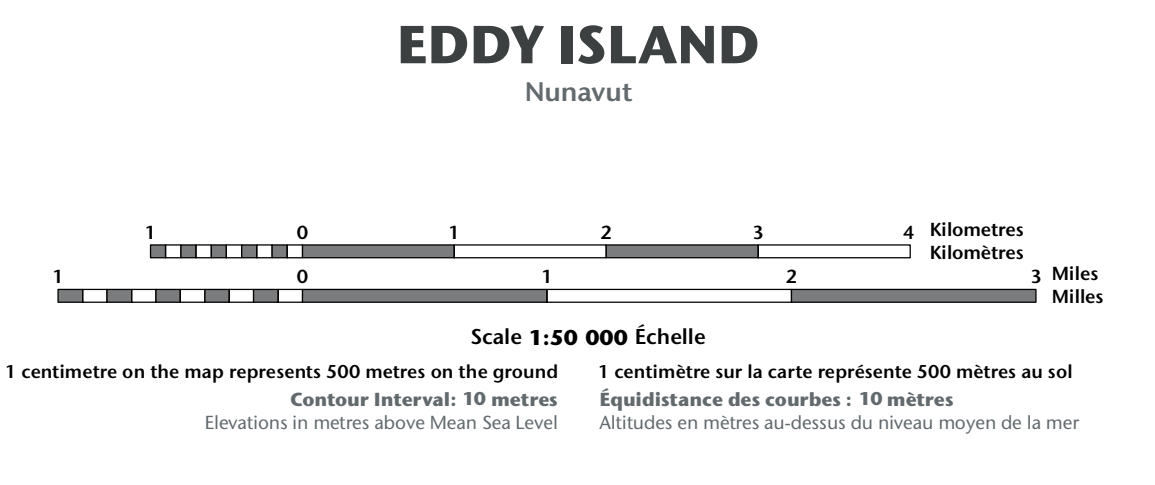 EDDY ISLAND
Nunavut
1 0 1 2 3 4 Kilometres
Kilomètres
1 0 1 2 3 Miles
Milles
Scale 1:50 000 Échelle
1 centimetre on the map represents 500 metres on the ground
Contour Interval: 10 metres
Elevations in metres above Mean Sea Level
1 centimètre sur la carte représente 500 mètres au sol
Équidistance des courbes : 10 mètres
Altitudes en mètres au-dessus du niveau moyen de la mer